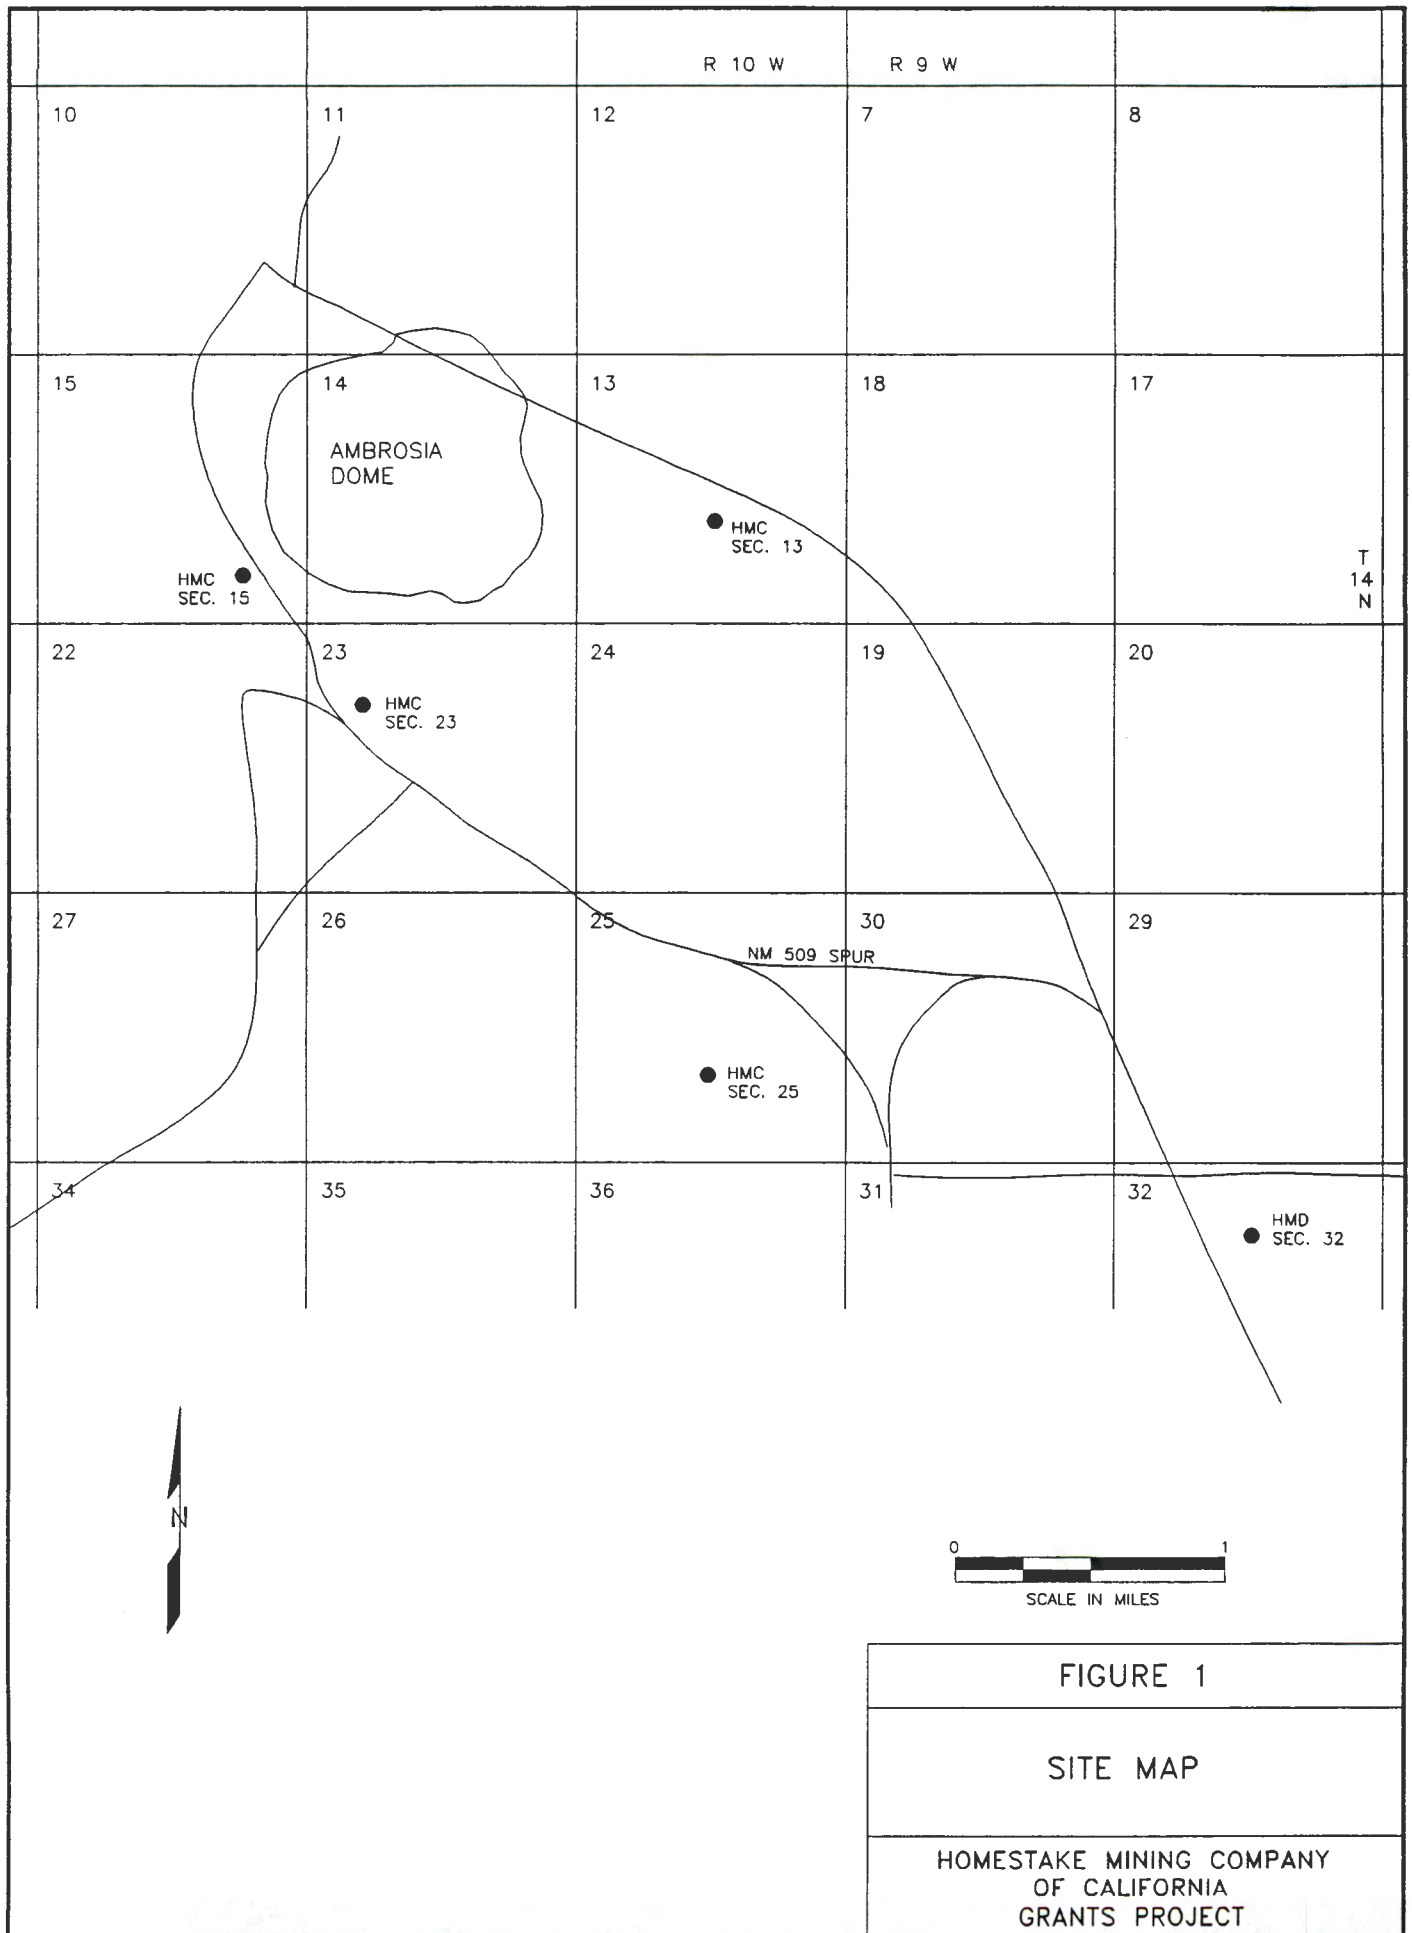 R 10 W
R 9 W
10
11
12
7
8
15
14
13
18
17
AMBROSIA
DOME
HMC
SEC. 13
HMC
SEC. 15
T
14
N
22
23
24
19
20
HMC
SEC. 23
27
26
25
30
29
NM 509 SPUR
HMC
SEC. 25
34
35
36
31
32
HMD
SEC. 32
N
0
1
SCALE IN MILES
FIGURE 1
SITE MAP
HOMESTAKE MINING COMPANY
OF CALIFORNIA
GRANTS PROJECT